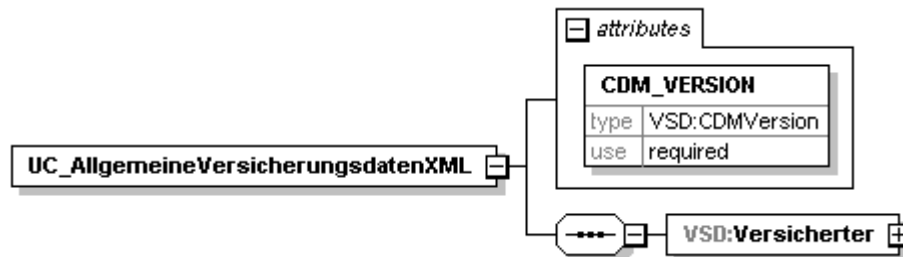 attributes
CDM_VERSION
type VSD:CDMVersion
use required
UC_AllgemeineVersicherungsdatenXML
VSD:Versicherter